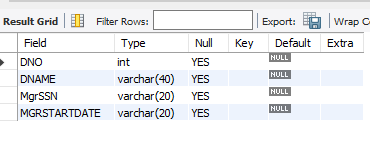 Result Grid Filter Rows: Export: Wrap C
Field Type Null Key Default Extra
DNO int YES NULL
DNAME varchar(40) YES NULL
MgrSSN varchar(20) YES NULL
MGRSTARTDATE varchar(20) YES NULL